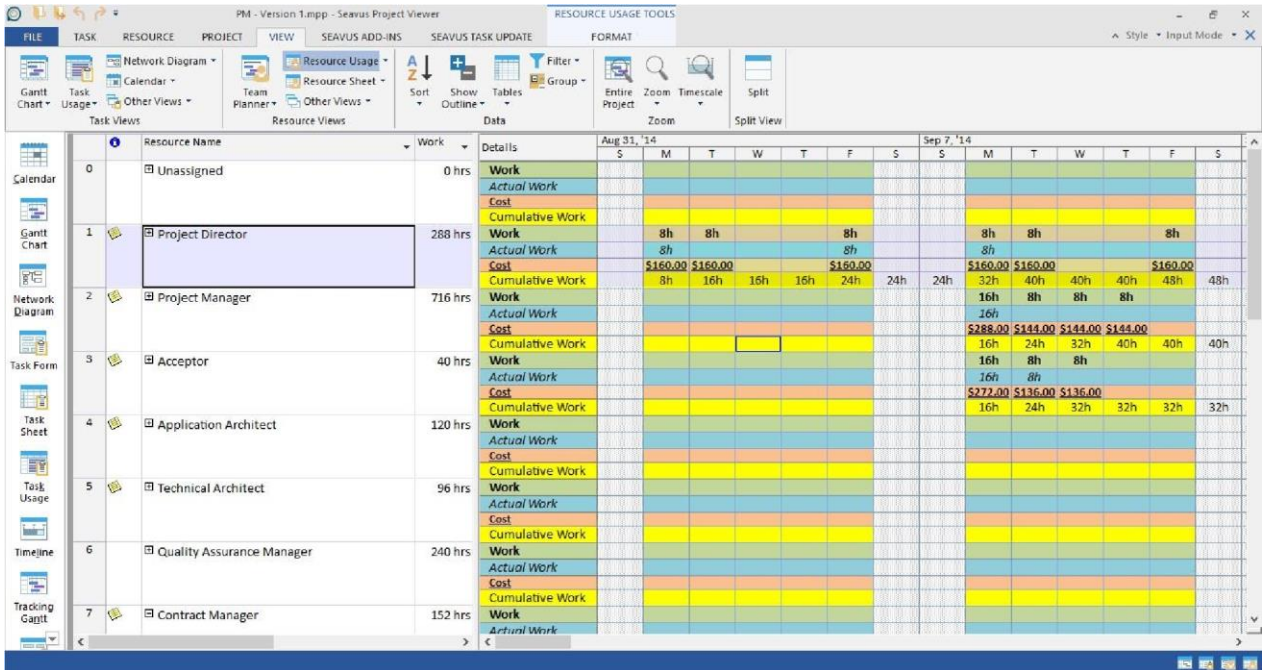 PM - Version 1.mpp - Seavus Project Viewer
RESOURCE USAGE TOOLS
FILE TASK RESOURCE PROJECT VIEW SEAVUS ADD-INS SEAVUS TASK UPDATE FORMAT Style Input Mode
Gantt Chart
Task Usage
Network Diagram
Calendar
Other Views
Task Views
Team Planner
Resource Usage
Resource Sheet
Other Views
Resource Views
Sort
Show Outline
Tables
Filter
Group
Data
Entire Project
Zoom
Timescale
Zoom
Split
Split View
Calendar
Gantt Chart
Network Diagram
Task Form
Task Sheet
Task Usage
Timeline
Tracking Gantt
Resource Name Work Details Aug 31, '14 Sep 7, '14
S M T W T F S S M T W T F S
0 Unassigned 0 hrs Work
Actual Work
Cost
Cumulative Work
1 Project Director 288 hrs Work 8h 8h 8h 8h 8h 8h
Actual Work 8h 8h 8h
Cost $160.00 $160.00 $160.00 $160.00 $160.00 $160.00
Cumulative Work 8h 16h 16h 16h 24h 24h 24h 32h 40h 40h 40h 48h 48h
2 Project Manager 716 hrs Work 16h 8h 8h 8h
Actual Work 16h
Cost $288.00 $144.00 $144.00 $144.00
Cumulative Work 16h 24h 32h 40h 40h 40h
3 Acceptor 40 hrs Work 16h 8h 8h
Actual Work 16h 8h
Cost $272.00 $136.00 $136.00
Cumulative Work 16h 24h 32h 32h 32h 32h
4 Application Architect 120 hrs Work
Actual Work
Cost
Cumulative Work
5 Technical Architect 96 hrs Work
Actual Work
Cost
Cumulative Work
6 Quality Assurance Manager 240 hrs Work
Actual Work
Cost
Cumulative Work
7 Contract Manager 152 hrs Work
Actual Work